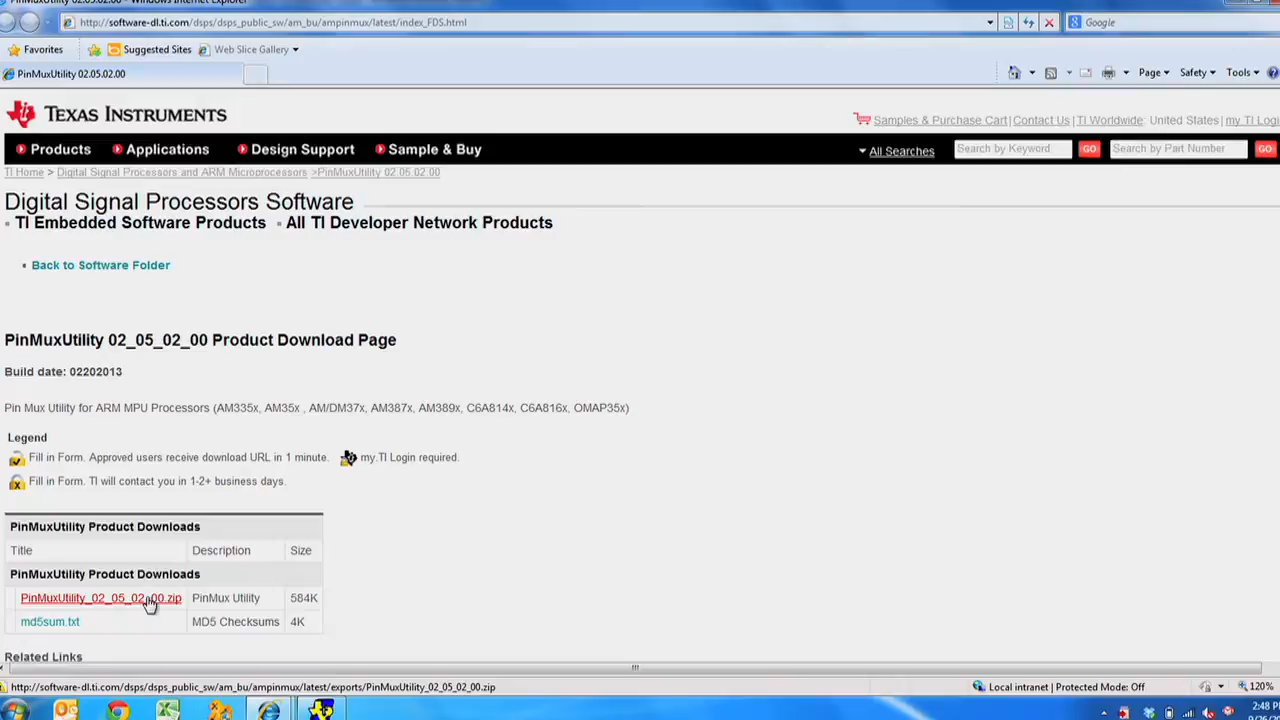 PinMuxUtility 02.05.02.00 - Windows Internet Explorer
http://software-dl.ti.com/dsps/dsps_public_sw/am_bu/ampinmux/latest/index_FDS.html
Google
Favorites Suggested Sites Web Slice Gallery
PinMuxUtility 02.05.02.00
Page Safety Tools
TEXAS INSTRUMENTS
Samples & Purchase Cart | Contact Us | TI Worldwide: United States | my TI Logi
Products Applications Design Support Sample & Buy
All Searches Search by Keyword GO Search by Part Number GO
TI Home > Digital Signal Processors and ARM Microprocessors >PinMuxUtility 02.05.02.00
Digital Signal Processors Software
TI Embedded Software Products All TI Developer Network Products
Back to Software Folder
PinMuxUtility 02_05_02_00 Product Download Page
Build date: 02202013
Pin Mux Utility for ARM MPU Processors (AM335x, AM35x , AM/DM37x, AM387x, AM389x, C6A814x, C6A816x, OMAP35x)
Legend
Fill in Form. Approved users receive download URL in 1 minute. my.TI Login required.
Fill in Form. TI will contact you in 1-2+ business days.
PinMuxUtility Product Downloads
Title Description Size
PinMuxUtility Product Downloads
PinMuxUtility_02_05_02_00.zip PinMux Utility 584K
md5sum.txt MD5 Checksums 4K
Related Links
http://software-dl.ti.com/dsps/dsps_public_sw/am_bu/ampinmux/latest/exports/PinMuxUtility_02_05_02_00.zip
Local intranet | Protected Mode: Off
120%
2:48 PM